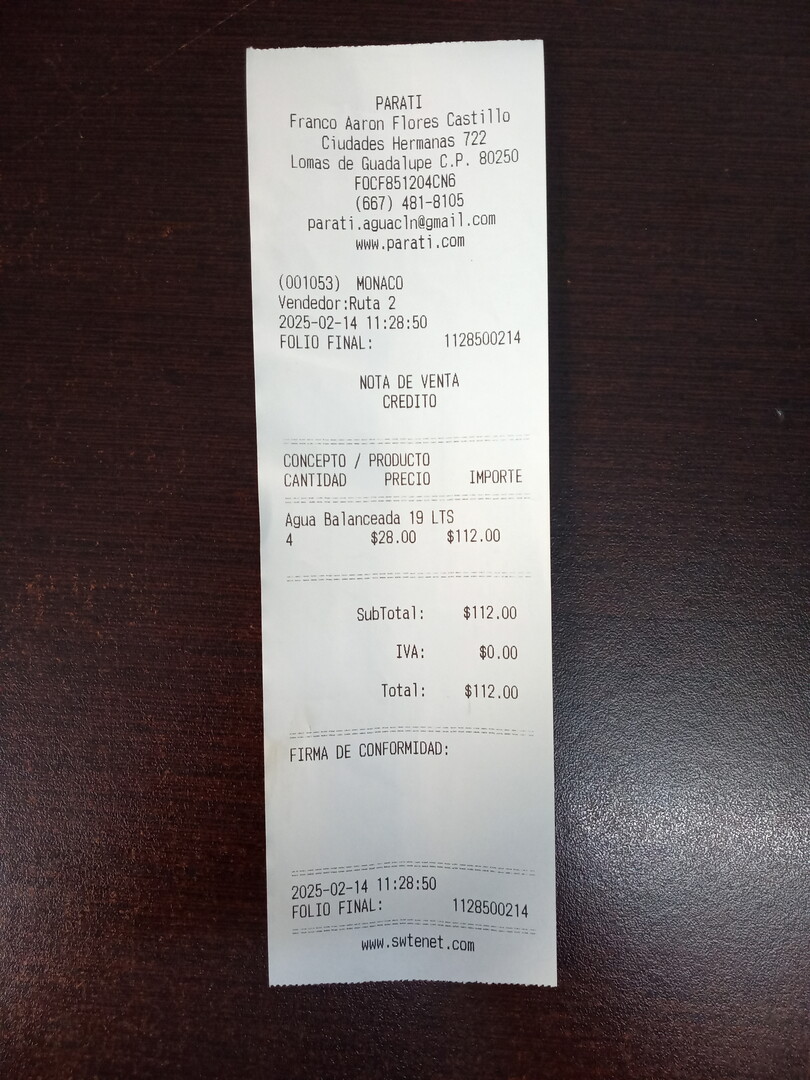 PARATI
Franco Aaron Flores Castillo
Ciudades Hermanas 722
Lomas de Guadalupe C.P. 80250
FOCF851204CN6
(667) 481-8105
parati.aguacln@gmail.com
www.parati.com
(001053) MONACO
Vendedor:Ruta 2
2025-02-14 11:28:50
FOLIO FINAL: 1128500214
NOTA DE VENTA
CREDITO
CONCEPTO / PRODUCTO
CANTIDAD PRECIO IMPORTE
Agua Balanceada 19 LTS
4 $28.00 $112.00
SubTotal: $112.00
IVA: $0.00
Total: $112.00
FIRMA DE CONFORMIDAD:
2025-02-14 11:28:50
FOLIO FINAL: 1128500214
www.swtenet.com